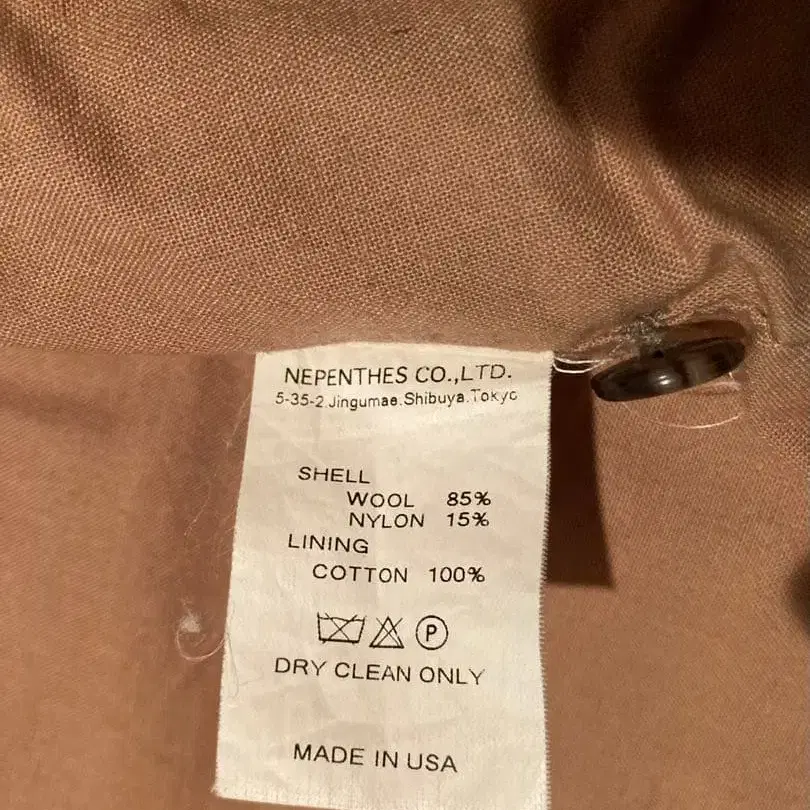 NEPENTHES CO.,LTD.
5-35-2.Jingumae.Shibuya.Tokyo
SHELL
WOOL 85%
NYLON 15%
LINING
COTTON 100%
P
DRY CLEAN ONLY
MADE IN USA